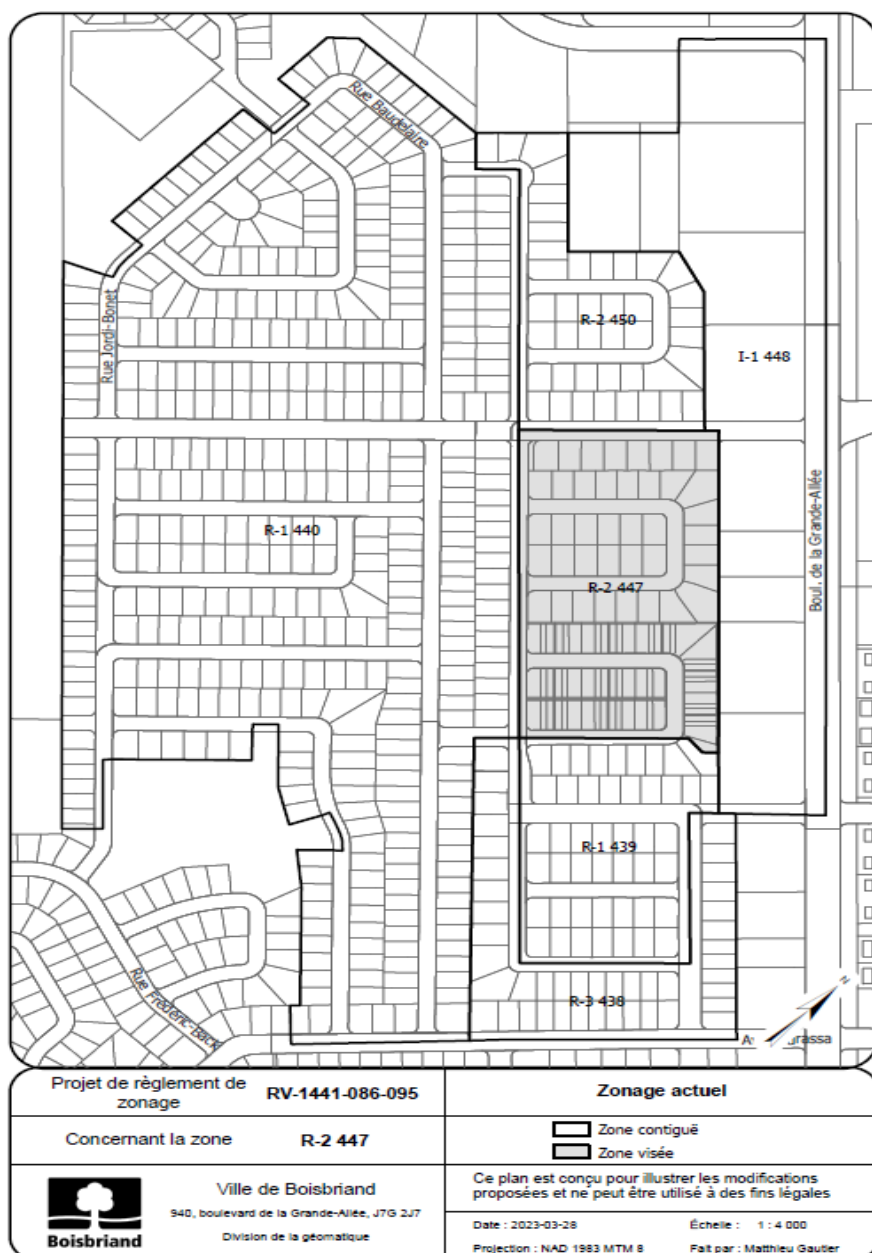 Rue Baudelaire
Rue Jordi-Bonet
R-2 450
I-1 448
R-1 440
R-2 447
Boul. de la Grande-Allée
R-1 439
R-3 438
Rue Frédéric-Back
N
Projet de règlement de
zonage
RV-1441-086-095
Zonage actuel
Concernant la zone
R-2 447
Zone contiguë
Zone visée
Boisbriand
Ville de Boisbriand
940, boulevard de la Grande-Allée, J7G 2J7
Division de la géomatique
Ce plan est conçu pour illustrer les modifications
proposées et ne peut être utilisé à des fins légales
Date : 2023-03-28
Échelle : 1 : 4 000
Projection : NAD 1983 MTM 8
Fait par : Matthieu Gautier